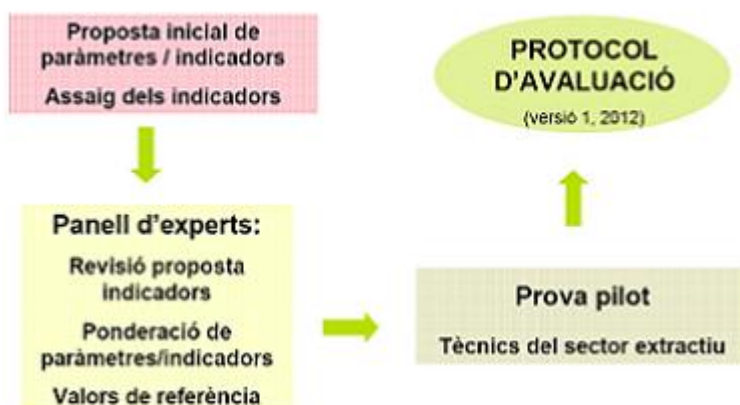 Proposta inicial de
paràmetres / indicadors
Assaig dels indicadors
Panell d'experts:
Revisió proposta
indicadors
Ponderació de
paràmetres/indicadors
Valors de referència
Prova pilot
Tècnics del sector extractiu
PROTOCOL
D'AVALUACIÓ
(versió 1, 2012)